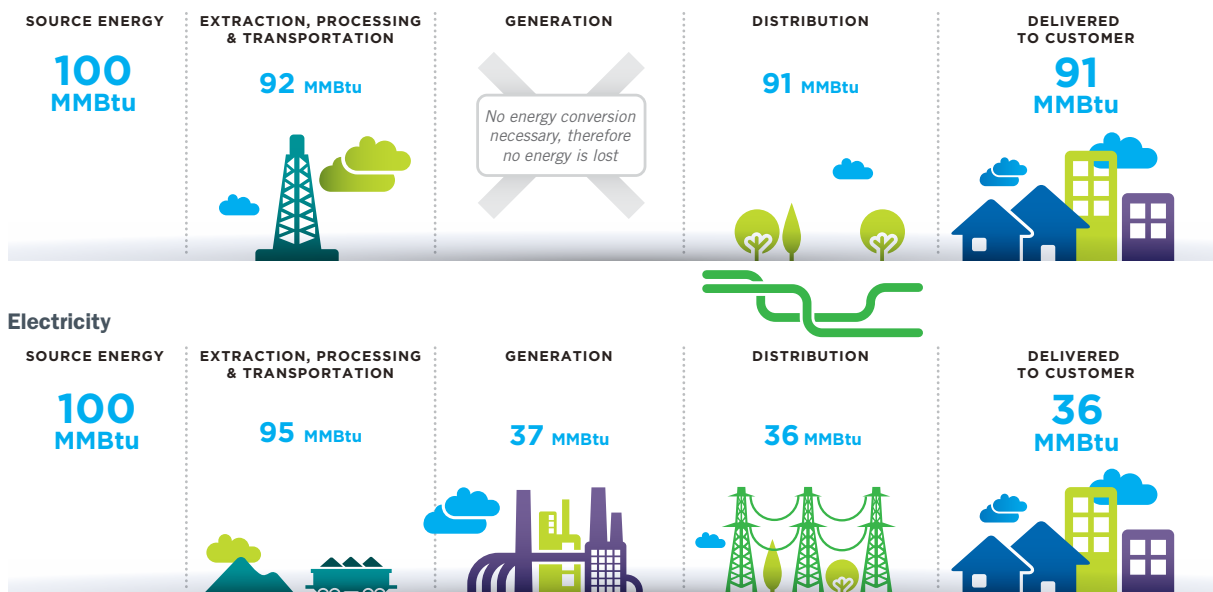 SOURCE ENERGY
100
MMBtu
EXTRACTION, PROCESSING
& TRANSPORTATION
92 MMBtu
GENERATION
No energy conversion
necessary, therefore
no energy is lost
DISTRIBUTION
91 MMBtu
DELIVERED
TO CUSTOMER
91
MMBtu
Electricity
SOURCE ENERGY
100
MMBtu
EXTRACTION, PROCESSING
& TRANSPORTATION
95 MMBtu
GENERATION
37 MMBtu
DISTRIBUTION
36 MMBtu
DELIVERED
TO CUSTOMER
36
MMBtu